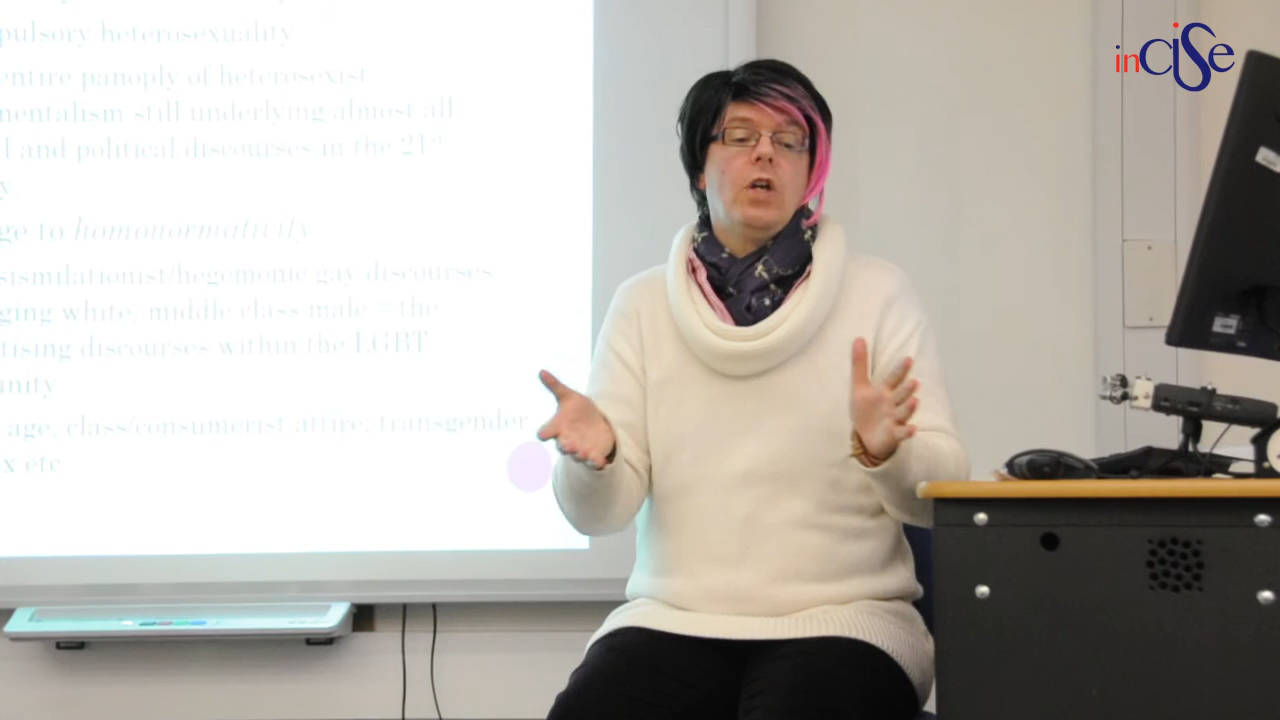 pulsory heterosexuality
entire panoply of heterosexist
mentalism still underlying almost all
l and political discourses in the 21st
y
ge to homonormativity
ssismilationist/hegemonic gay discourses
ging white, middle class male = the
tising discourses within the LGBT
unity
age, class/consumerist attire, transgender
x etc
inCiSe